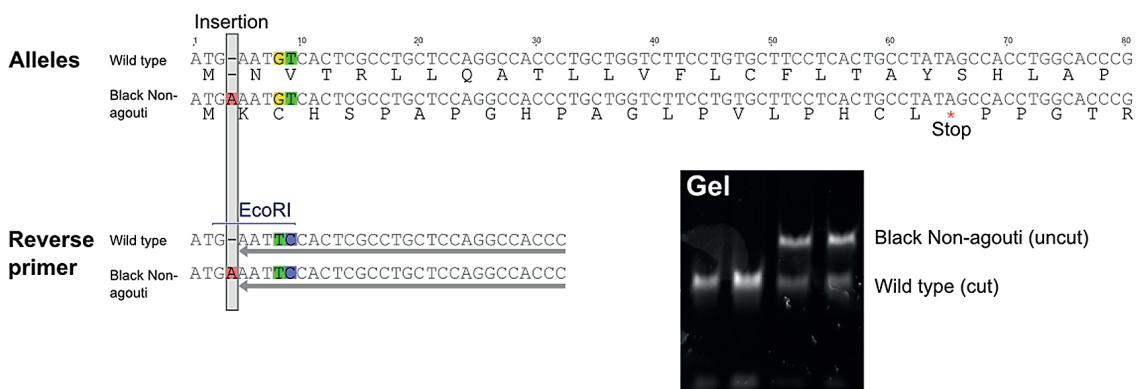 Insertion
1 10 20 30 40 50 60 70 80
Alleles
Wild type ATG–AATGTCACTCGCCTGCTCCAGGCCACCCTGCTGGTCTTCCTGTGCTTCCTCACTGCCTATAGCCACCTGGCACCCG
M – N V T R L L Q A T L L V F L C F L T A Y S H L A P
Black Non-agouti ATGAAATGTCACTCGCCTGCTCCAGGCCACCCTGCTGGTCTTCCTGTGCTTCCTCACTGCCTATAGCCACCTGGCACCCG
M K C H S P A P G H P A G L P V L P H C L * P P G T R
Stop
EcoRI
Reverse primer
Wild type ATG–AATTCCACTCGCCTGCTCCAGGCCACCC
Black Non-agouti ATGAAATTCCACTCGCCTGCTCCAGGCCACCC
Gel
Black Non-agouti (uncut)
Wild type (cut)